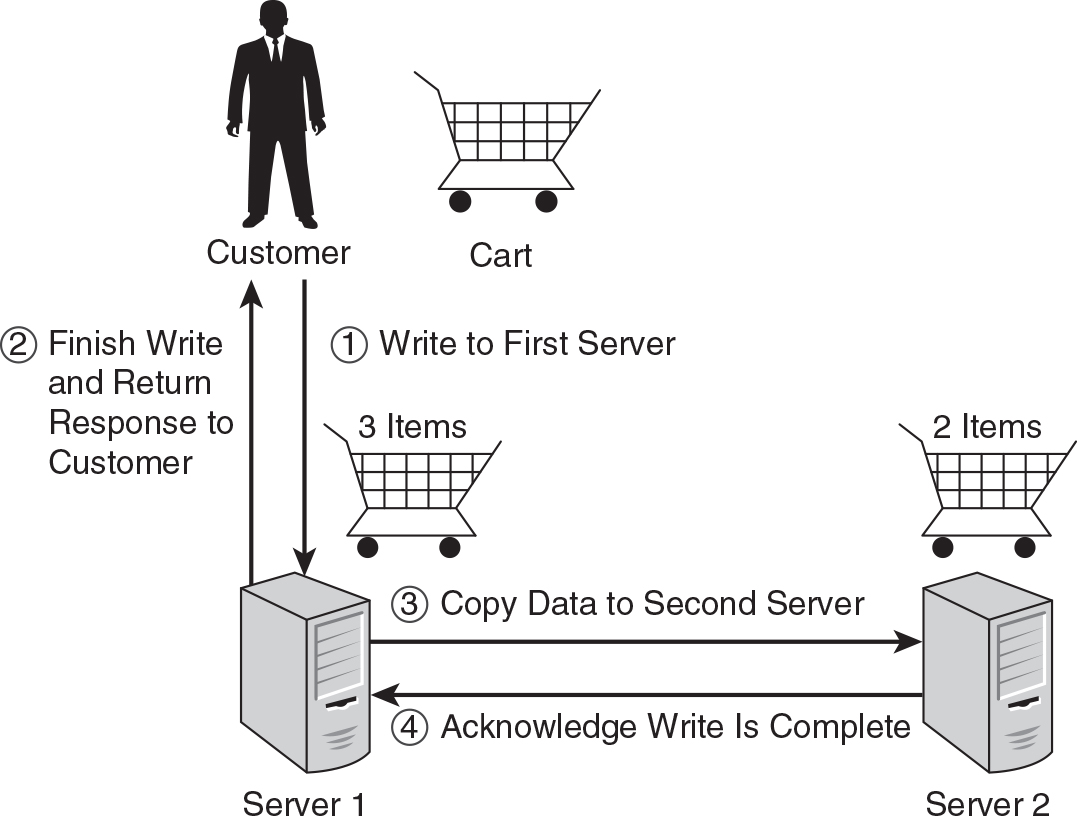 Customer
Cart
② Finish Write
and Return
Response to
Customer
① Write to First Server
3 Items
2 Items
③ Copy Data to Second Server
④ Acknowledge Write Is Complete
Server 1
Server 2